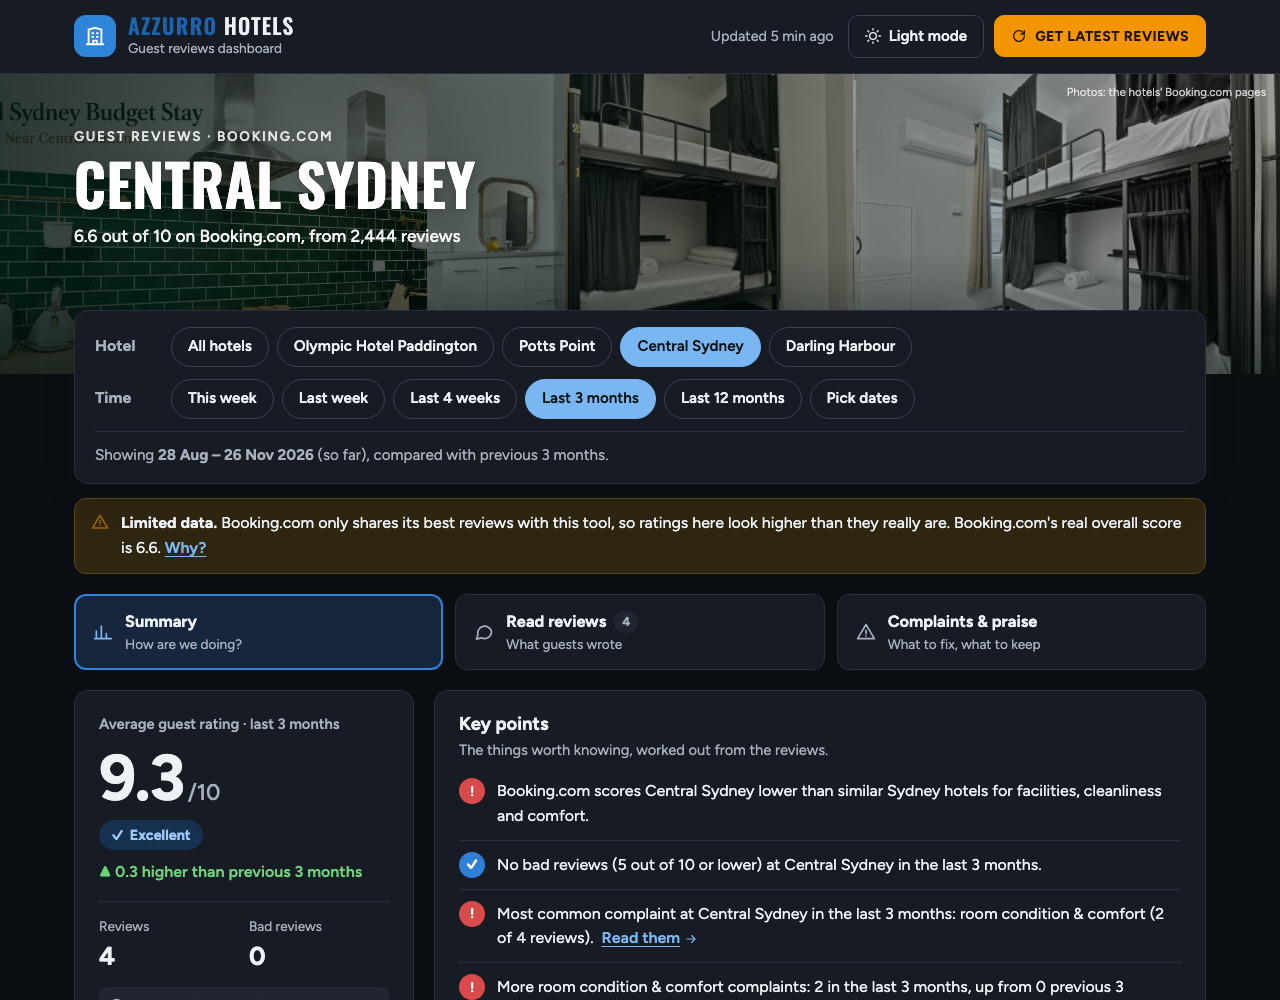 AZZURRO HOTELS
Guest reviews dashboard
Updated 5 min ago
Light mode
GET LATEST REVIEWS
Photos: the hotels' Booking.com pages
Sydney Budget Stay
Near Central
GUEST REVIEWS · BOOKING.COM
CENTRAL SYDNEY
6.6 out of 10 on Booking.com, from 2,444 reviews
Hotel
All hotels
Olympic Hotel Paddington
Potts Point
Central Sydney
Darling Harbour
Time
This week
Last week
Last 4 weeks
Last 3 months
Last 12 months
Pick dates
Showing 28 Aug – 26 Nov 2026 (so far), compared with previous 3 months.
Limited data. Booking.com only shares its best reviews with this tool, so ratings here look higher than they really are. Booking.com's real overall score
is 6.6. Why?
Summary
How are we doing?
Read reviews 4
What guests wrote
Complaints & praise
What to fix, what to keep
Average guest rating · last 3 months
9.3/10
Excellent
0.3 higher than previous 3 months
Reviews
4
Bad reviews
0
Key points
The things worth knowing, worked out from the reviews.
Booking.com scores Central Sydney lower than similar Sydney hotels for facilities, cleanliness
and comfort.
No bad reviews (5 out of 10 or lower) at Central Sydney in the last 3 months.
Most common complaint at Central Sydney in the last 3 months: room condition & comfort (2
of 4 reviews). Read them →
More room condition & comfort complaints: 2 in the last 3 months, up from 0 previous 3